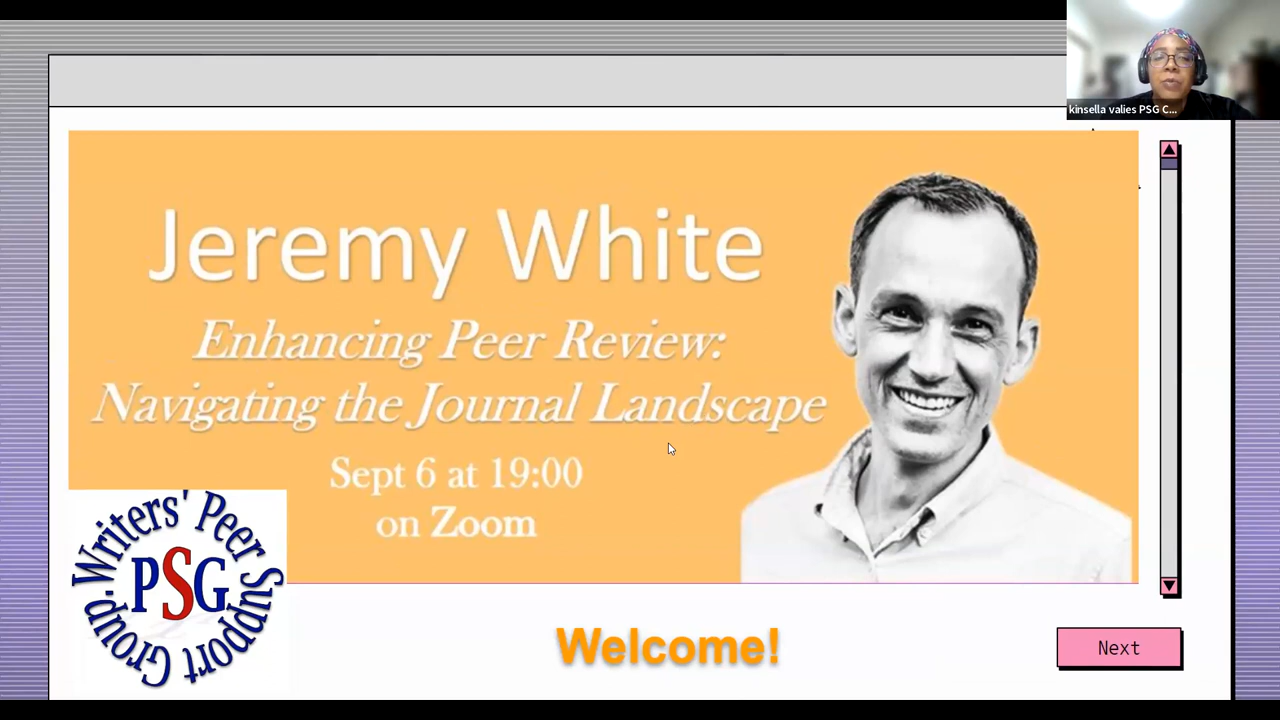 kinsella valies PSG C...
Jeremy White
Enhancing Peer Review:
Navigating the Journal Landscape
Sept 6 at 19:00
on Zoom
Writers' Peer Support Group
PSG
Welcome!
Next